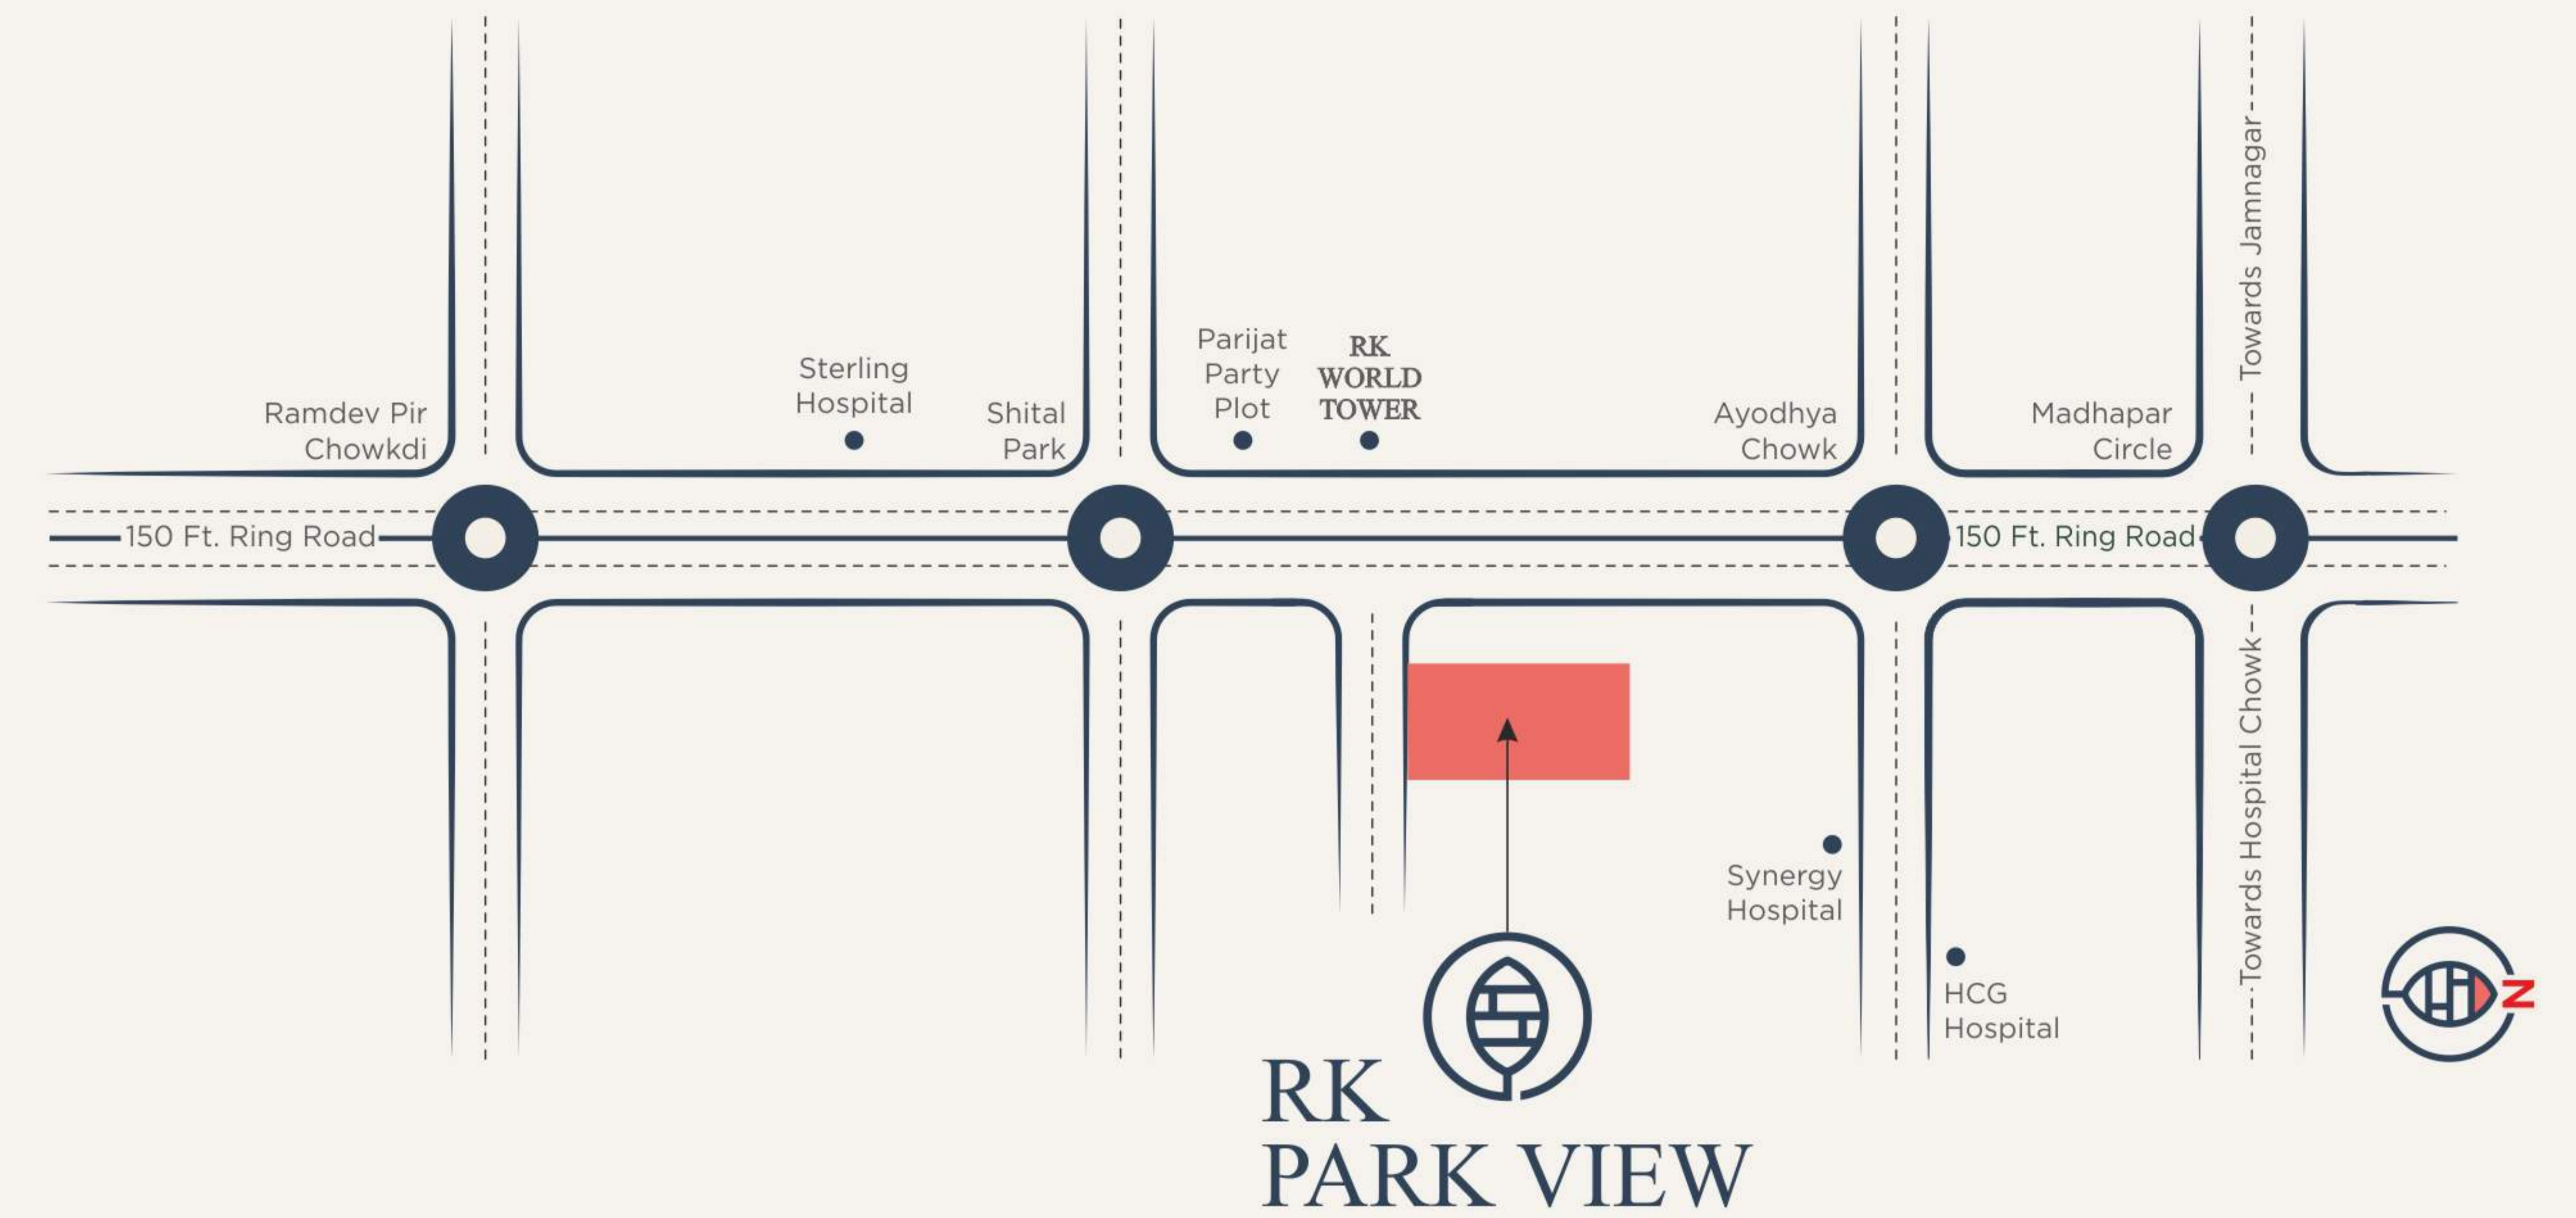 Towards Jamnagar
Parijat
Party
Plot
RK
WORLD
TOWER
Sterling
Hospital
Ramdev Pir
Chowkdi
Shital
Park
Ayodhya
Chowk
Madhapar
Circle
150 Ft. Ring Road
150 Ft. Ring Road
Towards Hospital Chowk
Synergy
Hospital
HCG
Hospital
N
RK
PARK VIEW